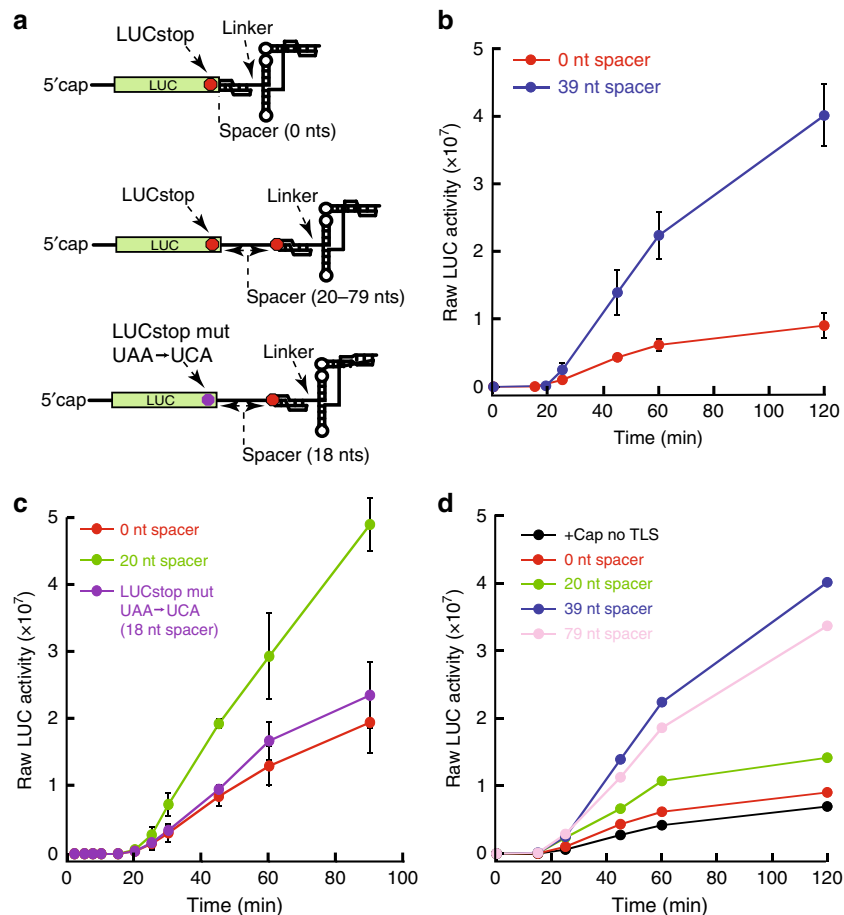 a
LUCstop
Linker
5′cap
LUC
Spacer (0 nts)
LUCstop
Linker
5′cap
LUC
Spacer (20–79 nts)
LUCstop mut
UAA→UCA
Linker
5′cap
LUC
Spacer (18 nts)
b
5
4
3
2
1
0
Raw LUC activity (×10⁷)
0 nt spacer
39 nt spacer
0 20 40 60 80 100 120
Time (min)
c
5
4
3
2
1
0
Raw LUC activity (×10⁷)
0 nt spacer
20 nt spacer
LUCstop mut
UAA→UCA
(18 nt spacer)
0 20 40 60 80 100
Time (min)
d
5
4
3
2
1
0
Raw LUC activity (×10⁷)
+Cap no TLS
0 nt spacer
20 nt spacer
39 nt spacer
79 nt spacer
0 20 40 60 80 100 120
Time (min)